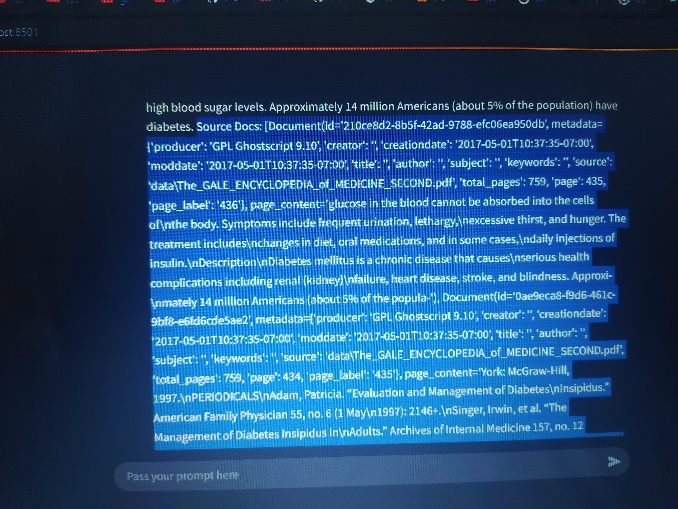 ost:8501
high blood sugar levels. Approximately 14 million Americans (about 5% of the population) have
diabetes. Source Docs: [Document(id='210ce8d2-8b5f-42ad-9788-efc06ea950db', metadata=
{'producer': 'GPL Ghostscript 9.10', 'creator': '', 'creationdate': '2017-05-01T10:37:35-07:00',
'moddate': '2017-05-01T10:37:35-07:00', 'title': '', 'author': '', 'subject': '', 'keywords': '', 'source':
'data\The_GALE_ENCYCLOPEDIA_of_MEDICINE_SECOND.pdf', 'total_pages': 759, 'page': 435,
'page_label': '436'}, page_content='glucose in the blood cannot be absorbed into the cells
of\nthe body. Symptoms include frequent urination, lethargy,\nexcessive thirst, and hunger. The
treatment includes\nchanges in diet, oral medications, and in some cases,\ndaily injections of
insulin.\nDescription\nDiabetes mellitus is a chronic disease that causes\nserious health
complications including renal (kidney)\nfailure, heart disease, stroke, and blindness. Approxi-
\nmately 14 million Americans (about 5% of the popula-'), Document(id='0ae9eca8-f9d6-461c-
9bf8-e6fd6cde5ae2', metadata={'producer': 'GPL Ghostscript 9.10', 'creator': '', 'creationdate':
'2017-05-01T10:37:35-07:00', 'moddate': '2017-05-01T10:37:35-07:00', 'title': '', 'author': '',
'subject': '', 'keywords': '', 'source': 'data\The_GALE_ENCYCLOPEDIA_of_MEDICINE_SECOND.pdf',
'total_pages': 759, 'page': 434, 'page_label': '435'}, page_content='York: McGraw-Hill,
1997.\nPERIODICALS\nAdam, Patricia. “Evaluation and Management of Diabetes\nInsipidus.”
American Family Physician 55, no. 6 (1 May\n1997): 2146+.\nSinger, Irwin, et al. “The
Management of Diabetes Insipidus in\nAdults.” Archives of Internal Medicine 157, no. 12
Pass your prompt here